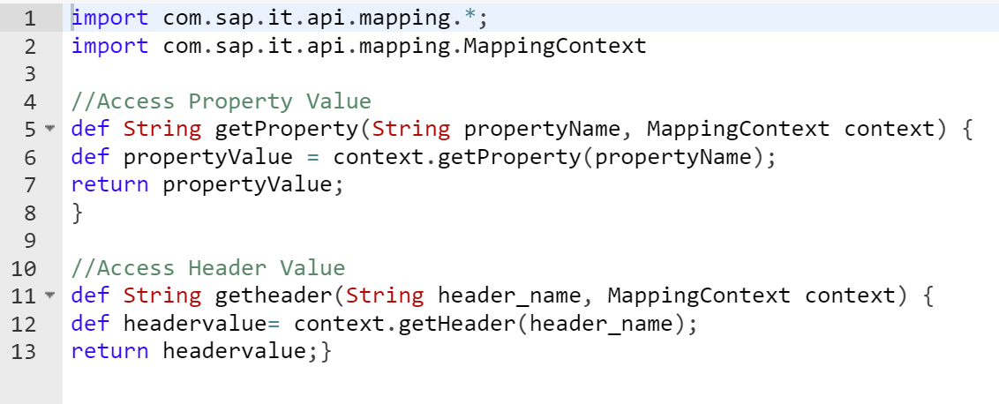 1 import com.sap.it.api.mapping.*;
2 import com.sap.it.api.mapping.MappingContext
3
4 //Access Property Value
5 def String getProperty(String propertyName, MappingContext context) {
6 def propertyValue = context.getProperty(propertyName);
7 return propertyValue;
8 }
9
10 //Access Header Value
11 def String getheader(String header_name, MappingContext context) {
12 def headervalue= context.getHeader(header_name);
13 return headervalue;}